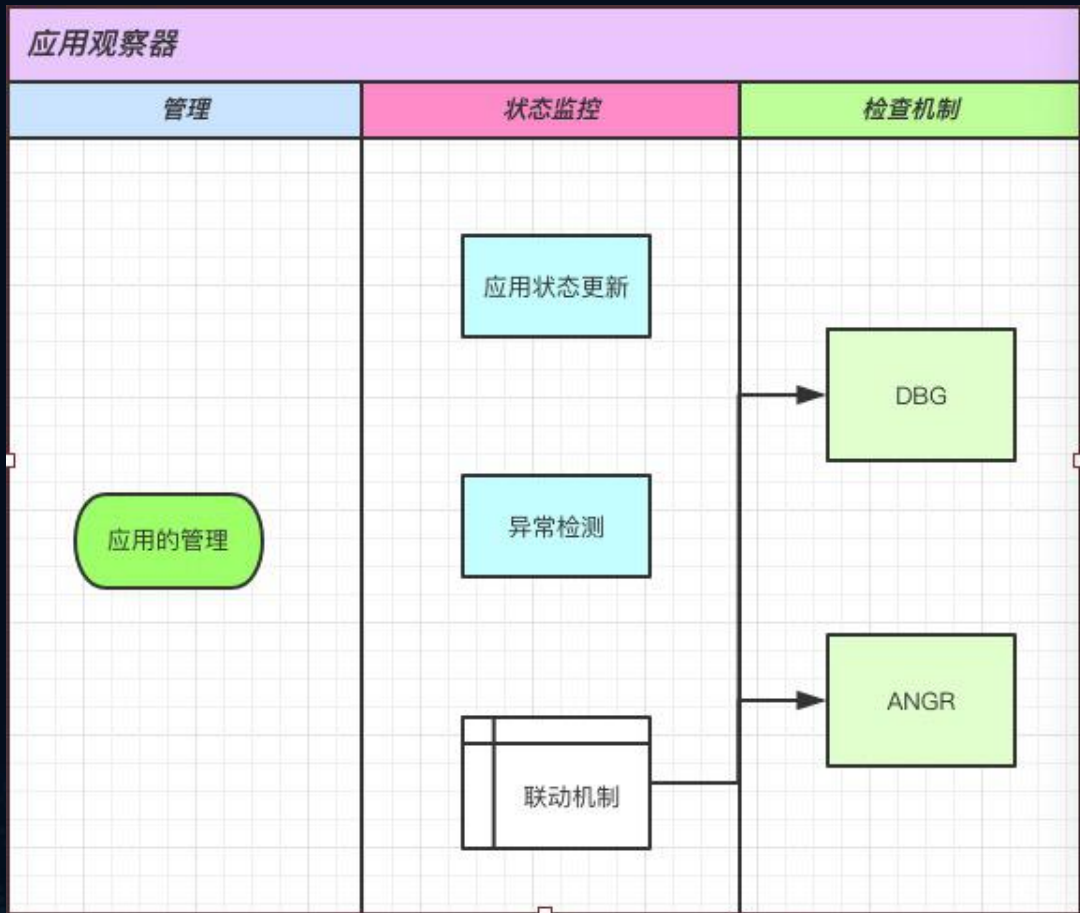 应用观察器
管理
状态监控
检查机制
应用状态更新
DBG
异常检测
应用的管理
ANGR
联动机制